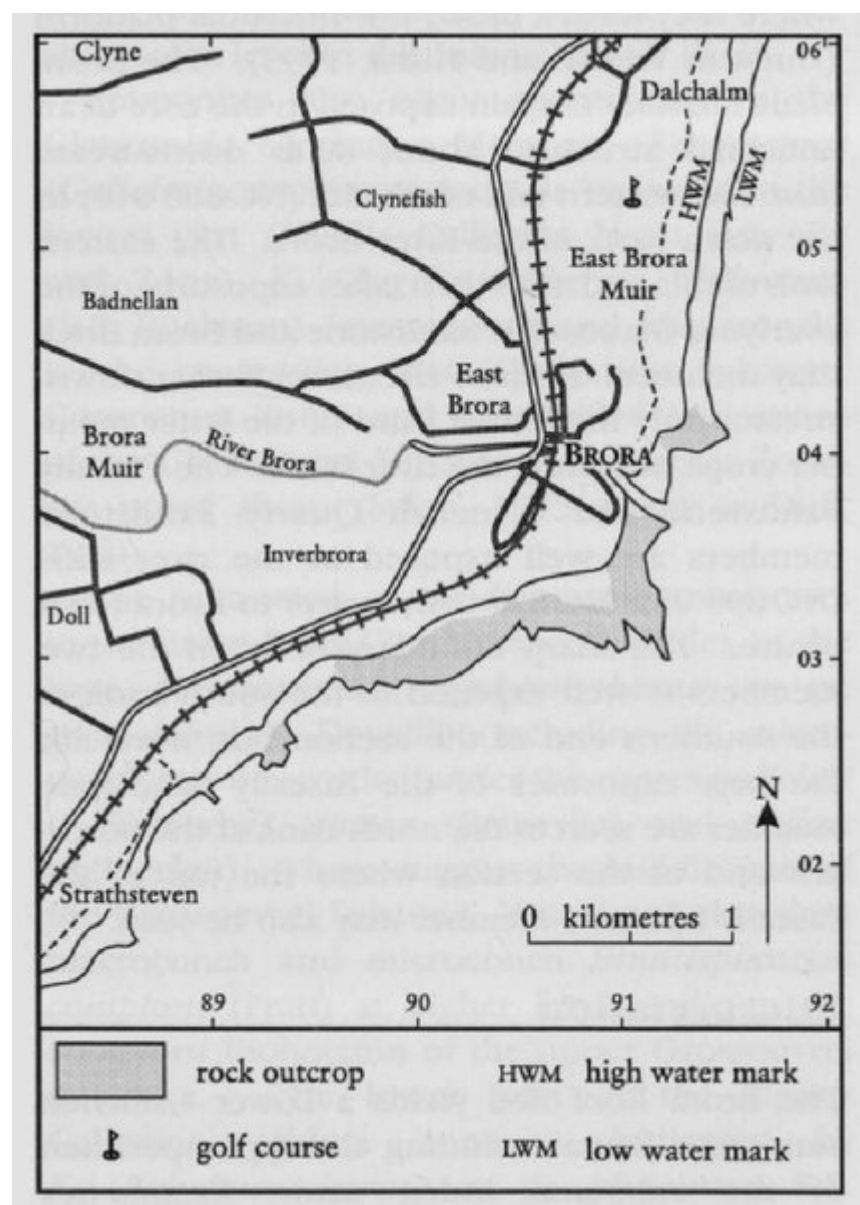 Clyne
06
Dalchalm
HWM
LWM
Clynefish
05
East Brora
Muir
Badnellan
East
Brora
Brora
Muir
River Brora
04
BRORA
Inverbrora
Doll
03
N
02
Strathsteven
0 kilometres 1
89 90 91 92
rock outcrop HWM high water mark
golf course LWM low water mark